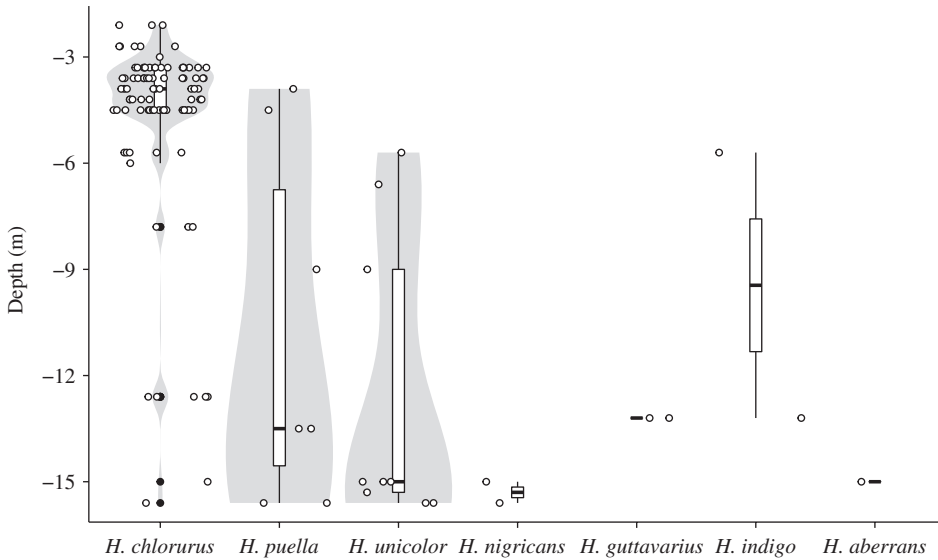 Depth (m)
−3
−6
−9
−12
−15
H. chlorurus H. puella H. unicolor H. nigricans H. guttavarius H. indigo H. aberrans